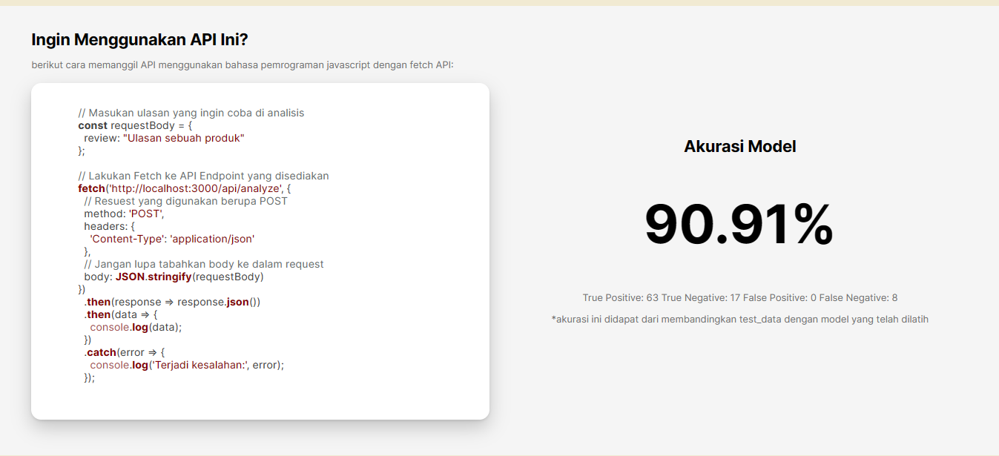 Ingin Menggunakan API Ini?
berikut cara memanggil API menggunakan bahasa pemrograman javascript dengan fetch API:
// Masukan ulasan yang ingin coba di analisis
const requestBody = {
  review: "Ulasan sebuah produk"
};
// Lakukan Fetch ke API Endpoint yang disediakan
fetch('http://localhost:3000/api/analyze', {
  // Resuest yang digunakan berupa POST
  method: 'POST',
  headers: {
    'Content-Type': 'application/json'
  },
  // Jangan lupa tabahkan body ke dalam request
  body: JSON.stringify(requestBody)
})
  .then(response => response.json())
  .then(data => {
    console.log(data);
  })
  .catch(error => {
    console.log('Terjadi kesalahan:', error);
  });
Akurasi Model
90.91%
True Positive: 63 True Negative: 17 False Positive: 0 False Negative: 8
*akurasi ini didapat dari membandingkan test_data dengan model yang telah dilatih